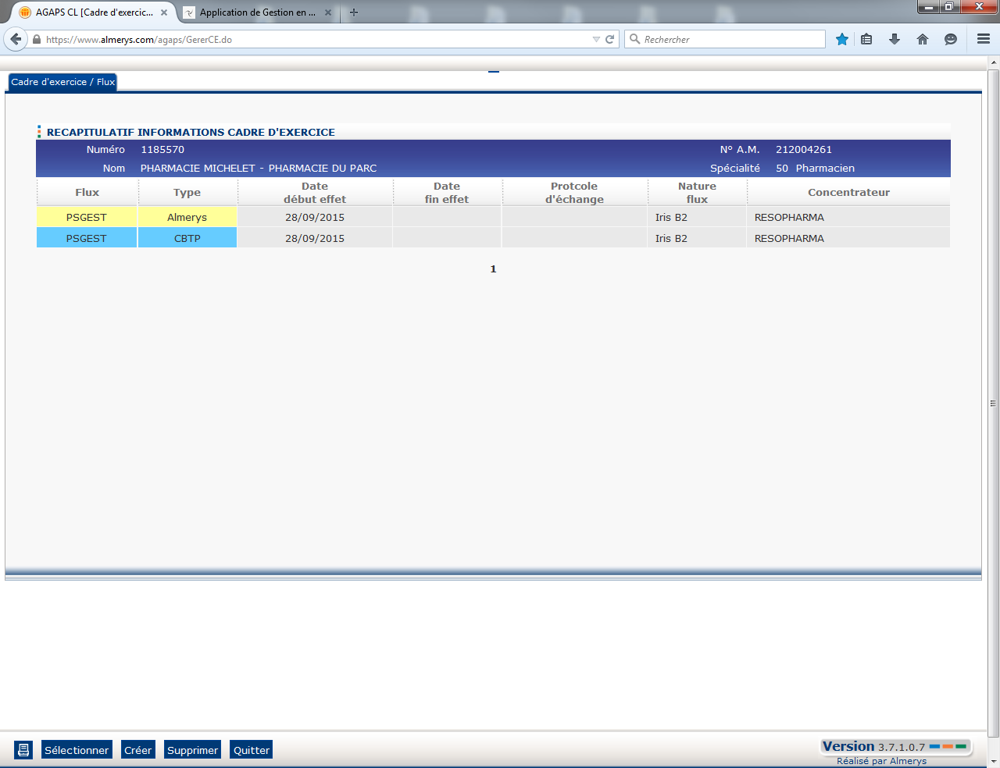 AGAPS CL [Cadre d'exercic...
Application de Gestion en ...
https://www.almerys.com/agaps/GererCE.do
Rechercher
Cadre d'exercice / Flux
RECAPITULATIF INFORMATIONS CADRE D'EXERCICE
Numéro 1185570 N° A.M. 212004261
Nom PHARMACIE MICHELET - PHARMACIE DU PARC Spécialité 50 Pharmacien
Flux Type Date début effet Date fin effet Protcole d'échange Nature flux Concentrateur
PSGEST Almerys 28/09/2015 Iris B2 RESOPHARMA
PSGEST CBTP 28/09/2015 Iris B2 RESOPHARMA
1
Sélectionner Créer Supprimer Quitter
Version 3.7.1.0.7
Réalisé par Almerys